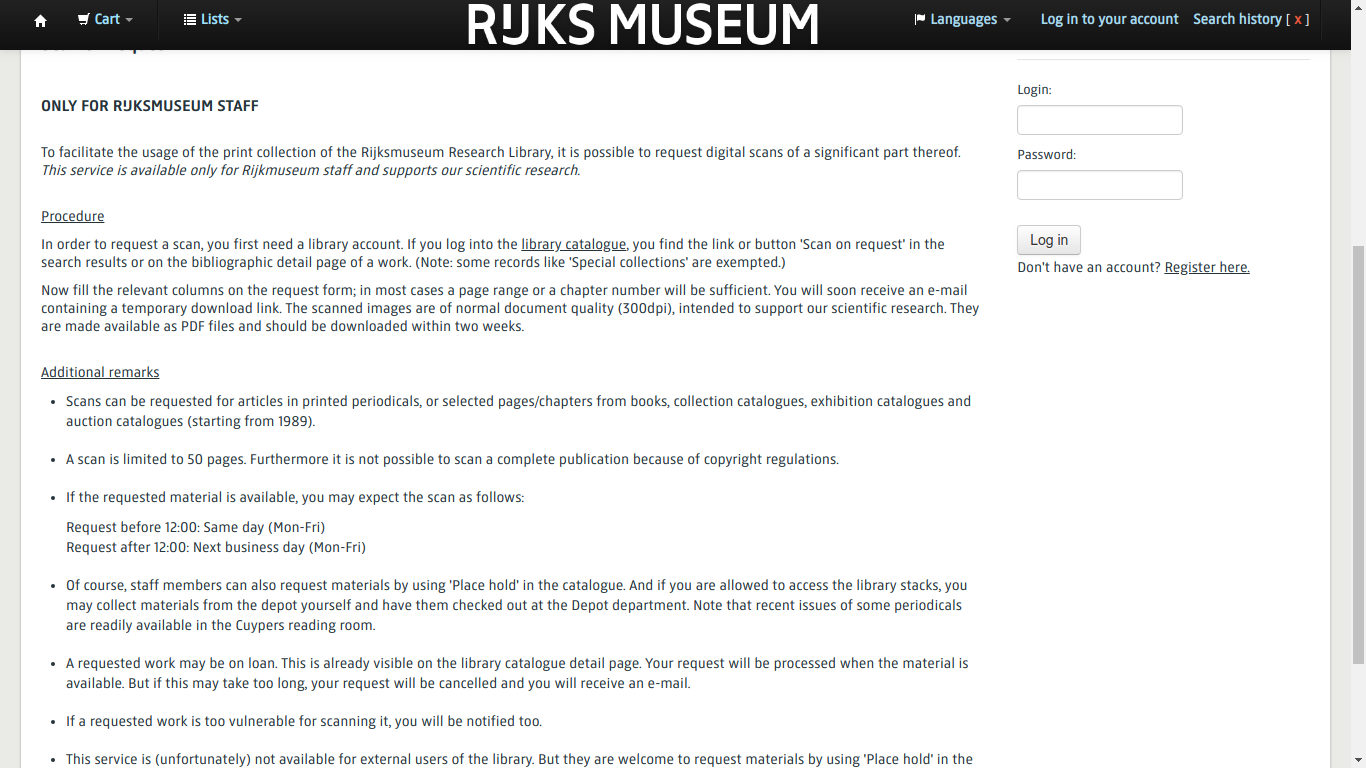 Cart
Lists
RIJKS MUSEUM
Languages
Log in to your account
Search history [ x ]
ONLY FOR RIJKSMUSEUM STAFF
To facilitate the usage of the print collection of the Rijksmuseum Research Library, it is possible to request digital scans of a significant part thereof.
This service is available only for Rijkmuseum staff and supports our scientific research.
Procedure
In order to request a scan, you first need a library account. If you log into the library catalogue, you find the link or button 'Scan on request' in the
search results or on the bibliographic detail page of a work. (Note: some records like 'Special collections' are exempted.)
Now fill the relevant columns on the request form; in most cases a page range or a chapter number will be sufficient. You will soon receive an e-mail
containing a temporary download link. The scanned images are of normal document quality (300dpi), intended to support our scientific research. They
are made available as PDF files and should be downloaded within two weeks.
Additional remarks
• Scans can be requested for articles in printed periodicals, or selected pages/chapters from books, collection catalogues, exhibition catalogues and
auction catalogues (starting from 1989).
• A scan is limited to 50 pages. Furthermore it is not possible to scan a complete publication because of copyright regulations.
• If the requested material is available, you may expect the scan as follows:
Request before 12:00: Same day (Mon-Fri)
Request after 12:00: Next business day (Mon-Fri)
• Of course, staff members can also request materials by using 'Place hold' in the catalogue. And if you are allowed to access the library stacks, you
may collect materials from the depot yourself and have them checked out at the Depot department. Note that recent issues of some periodicals
are readily available in the Cuypers reading room.
• A requested work may be on loan. This is already visible on the library catalogue detail page. Your request will be processed when the material is
available. But if this may take too long, your request will be cancelled and you will receive an e-mail.
• If a requested work is too vulnerable for scanning it, you will be notified too.
• This service is (unfortunately) not available for external users of the library. But they are welcome to request materials by using 'Place hold' in the
Login:
Password:
Log in
Don't have an account? Register here.